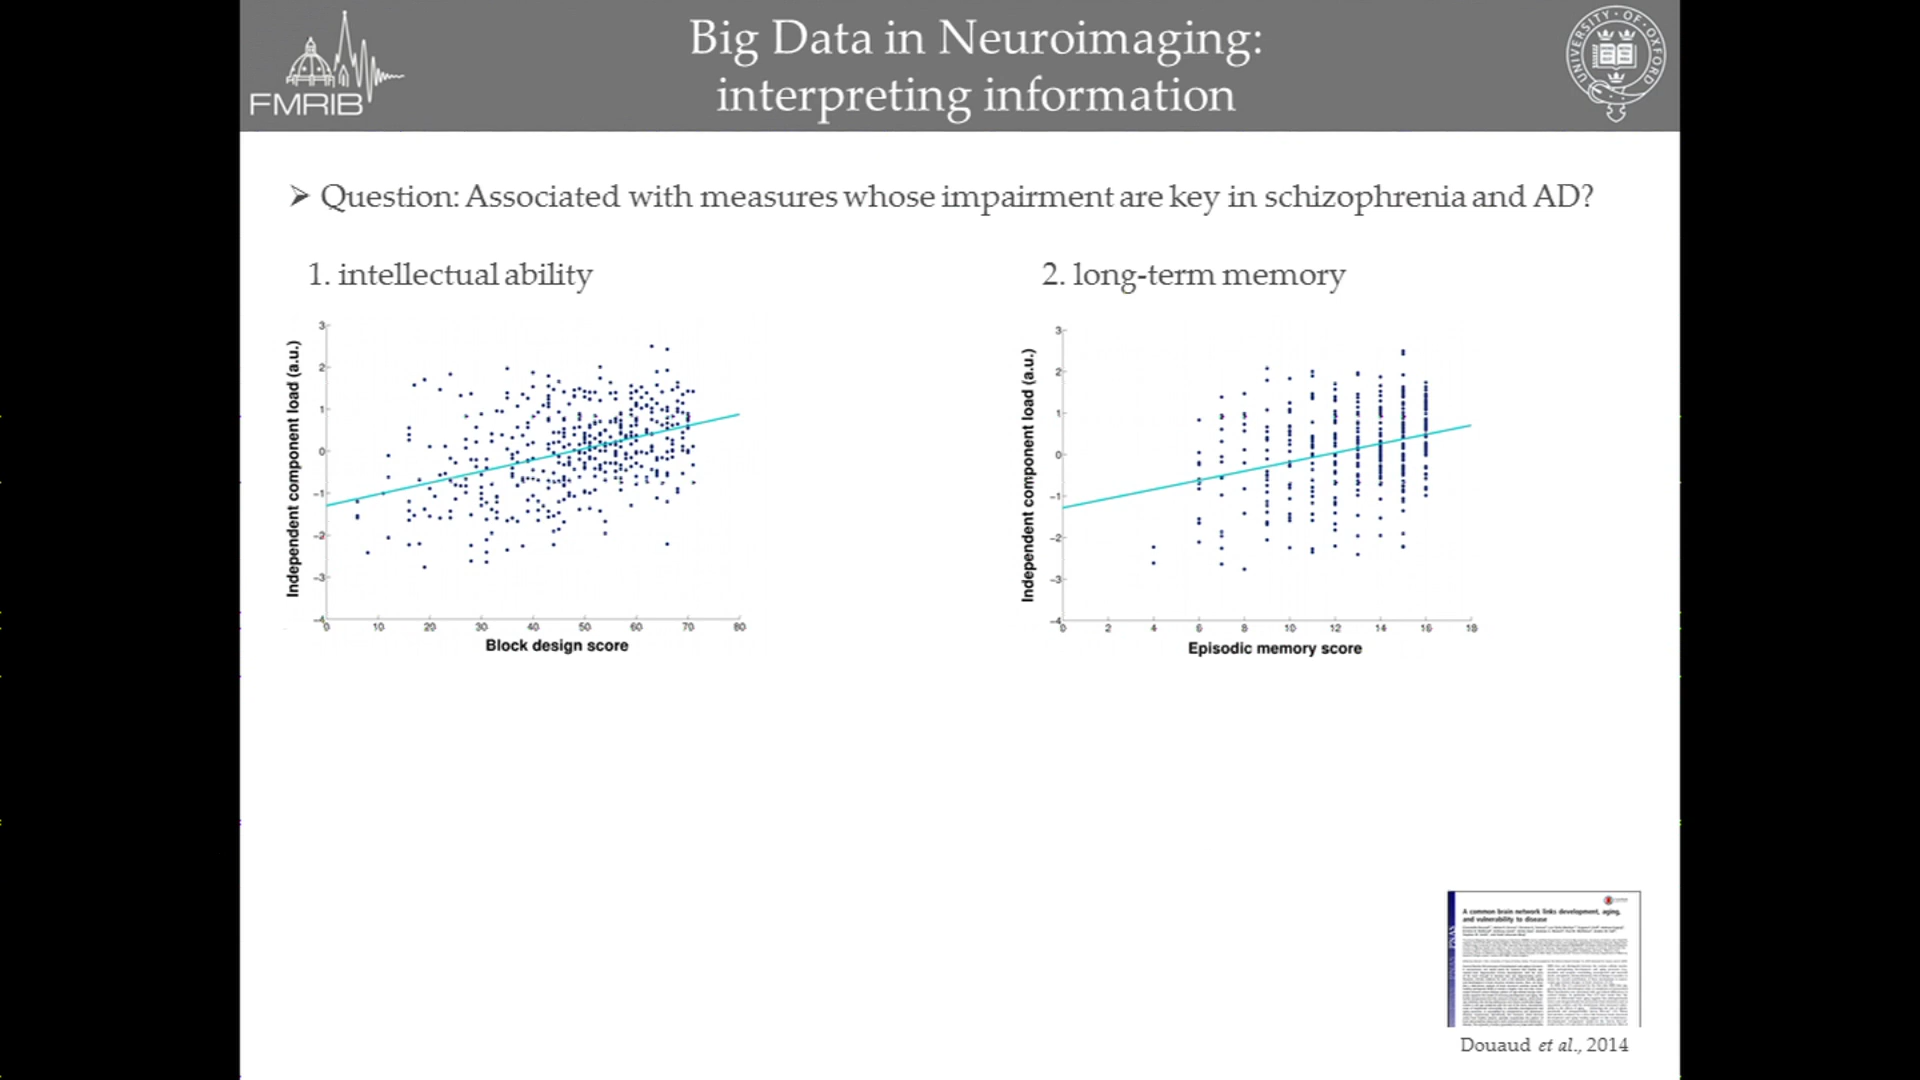 FMRIB
Big Data in Neuroimaging:
interpreting information
UNIVERSITY · OF · OXFORD
➢ Question: Associated with measures whose impairment are key in schizophrenia and AD?
1. intellectual ability
2. long-term memory
Independent component load (a.u.)
3
2
1
0
−1
−2
−3
−4
0 10 20 30 40 50 60 70 80
Block design score
Independent component load (a.u.)
3
2
1
0
−1
−2
−3
−4
0 2 4 6 8 10 12 14 16 18
Episodic memory score
A common brain network links development, aging,
and vulnerability to disease
PNAS
Douaud et al., 2014